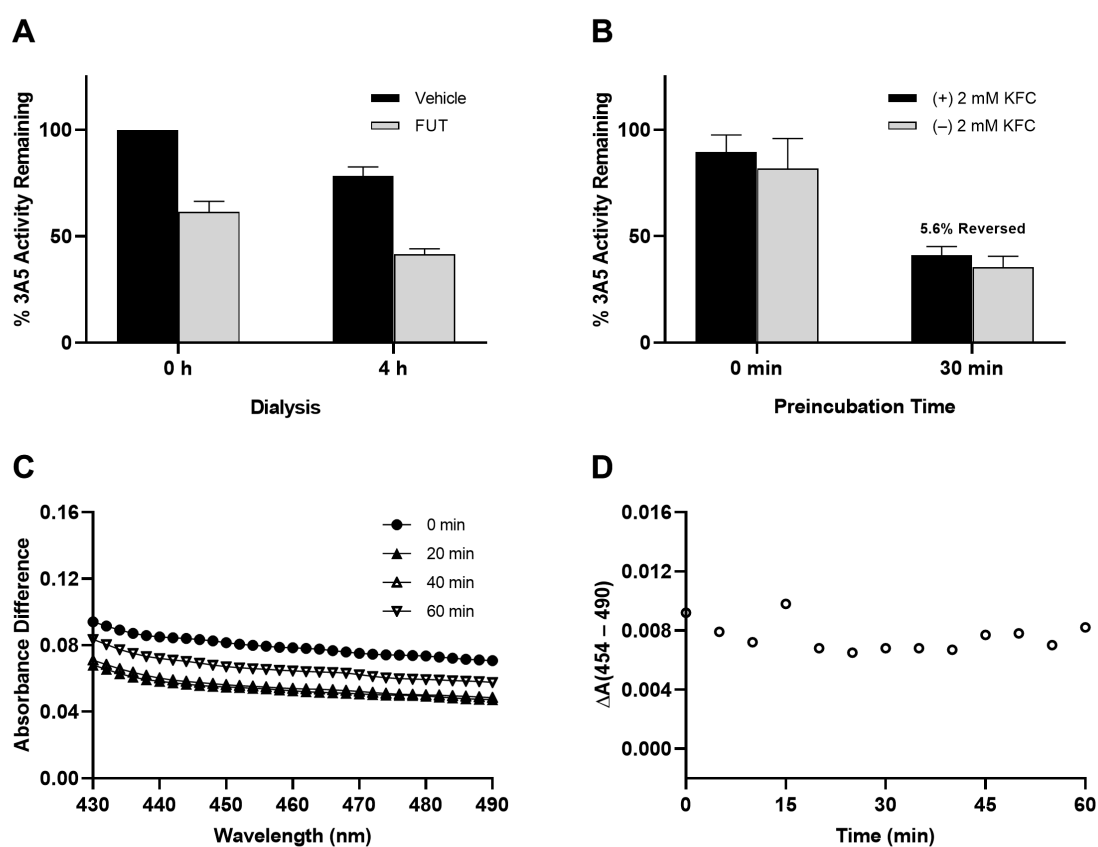 A
% 3A5 Activity Remaining
100
50
0
Vehicle
FUT
0 h
4 h
Dialysis
B
% 3A5 Activity Remaining
100
50
0
(+) 2 mM KFC
(–) 2 mM KFC
5.6% Reversed
0 min
30 min
Preincubation Time
C
Absorbance Difference
0.16
0.12
0.08
0.04
0.00
0 min
20 min
40 min
60 min
430 440 450 460 470 480 490
Wavelength (nm)
D
ΔA(454 – 490)
0.016
0.012
0.008
0.004
0.000
0 15 30 45 60
Time (min)